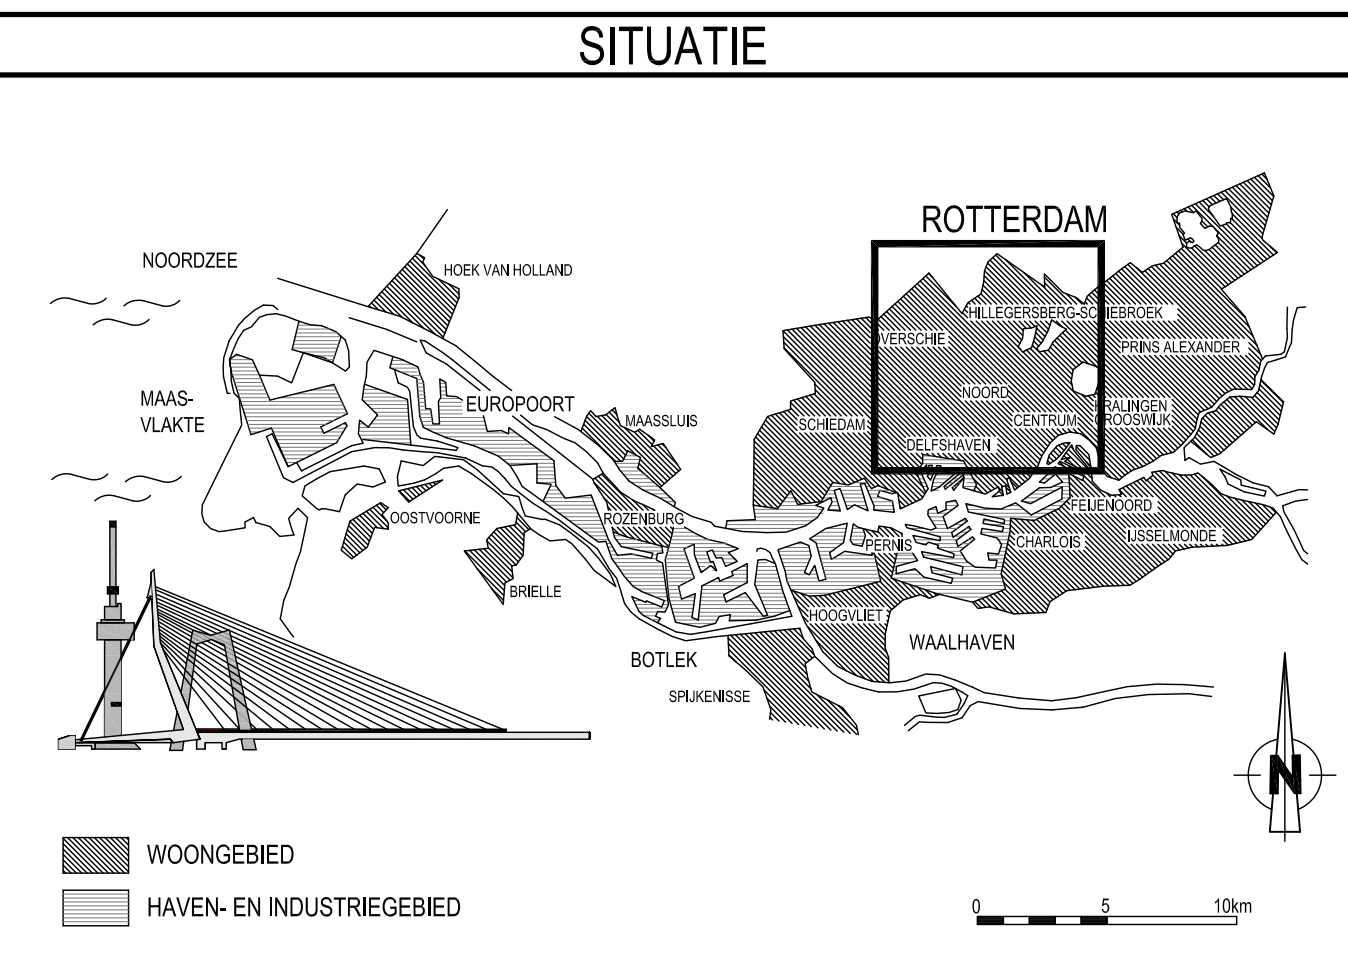 SITUATIE
ROTTERDAM
NOORDZEE
HOEK VAN HOLLAND
HILLEGERSBERG-SCHIEBROEK
OVERSCHIE
PRINS ALEXANDER
MAAS-
VLAKTE
EUROPOORT
NOORD
MAASSLUIS
SCHIEDAM
CENTRUM
KRALINGEN
CROOSWIJK
DELFSHAVEN
OOSTVOORNE
ROZENBURG
FEIJENOORD
PERNIS
CHARLOIS
IJSSELMONDE
BRIELLE
HOOGVLIET
WAALHAVEN
BOTLEK
SPIJKENISSE
N
WOONGEBIED
HAVEN- EN INDUSTRIEGEBIED
0 5 10km